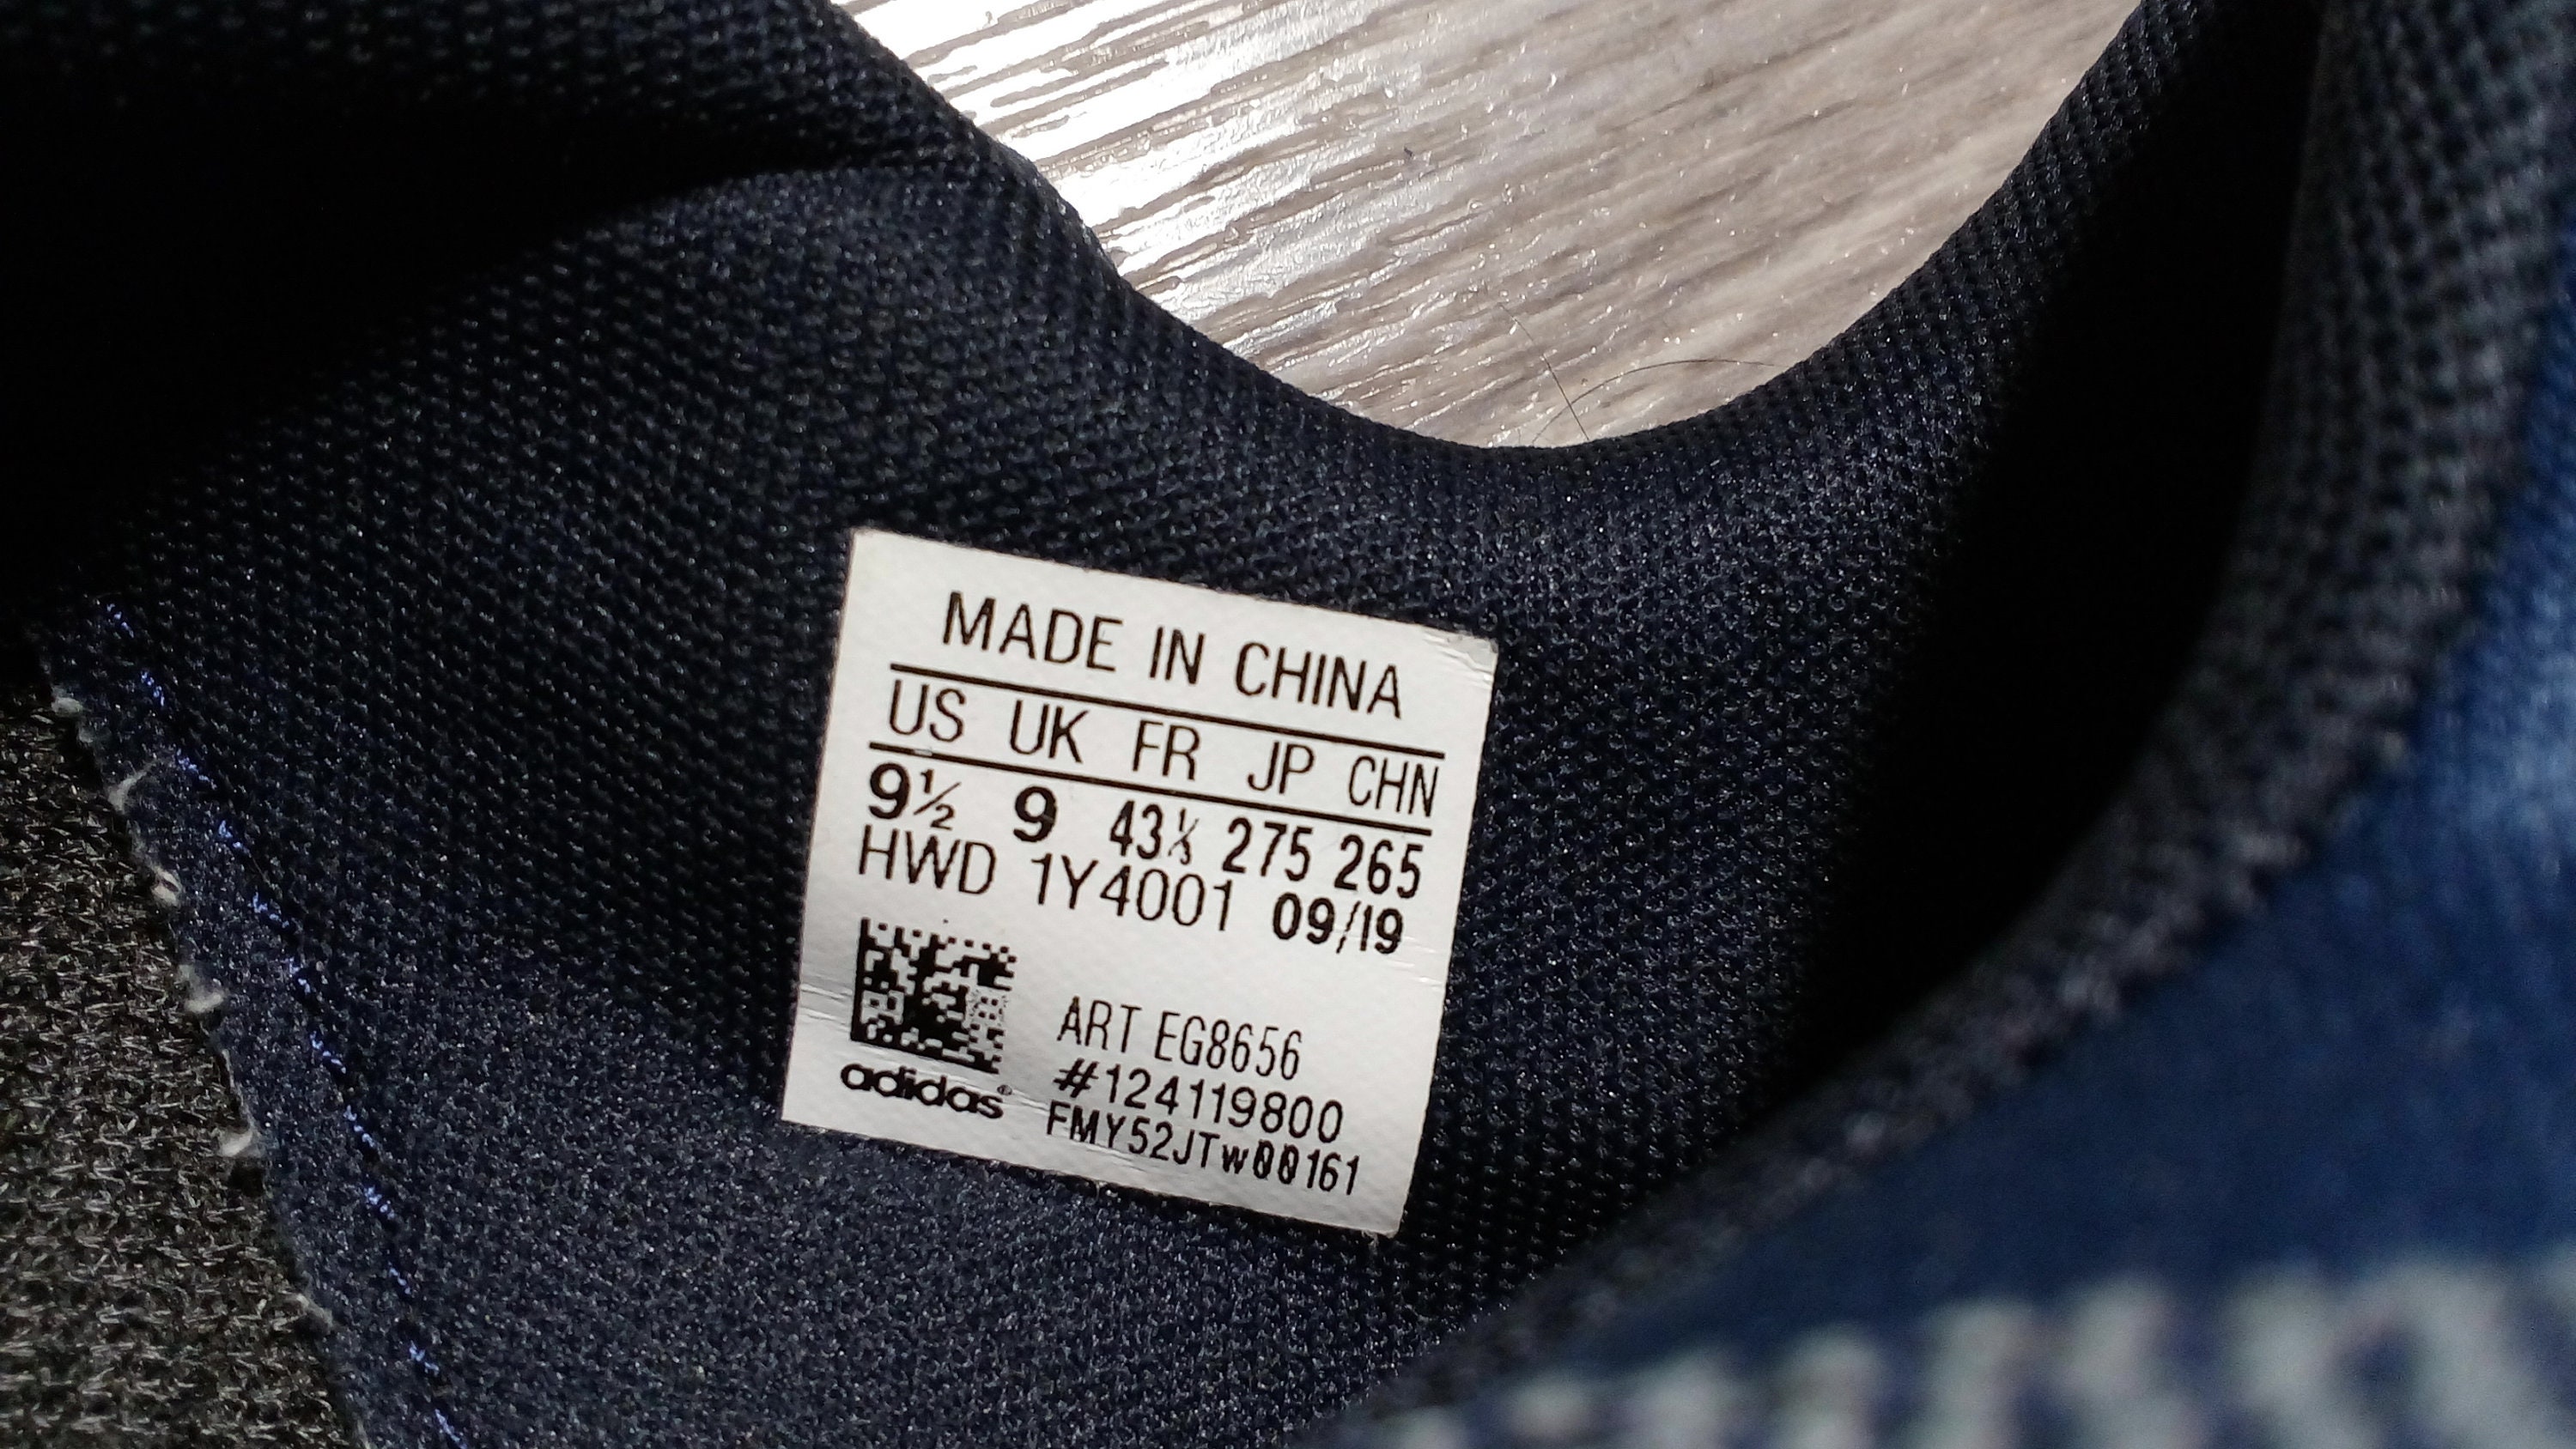 MADE IN CHINA
US UK FR JP CHN
9½ 9 43⅓ 275 265
HWD 1Y4001 09/19
ART EG8656
#124119800
adidas®
FMY52JTw00161